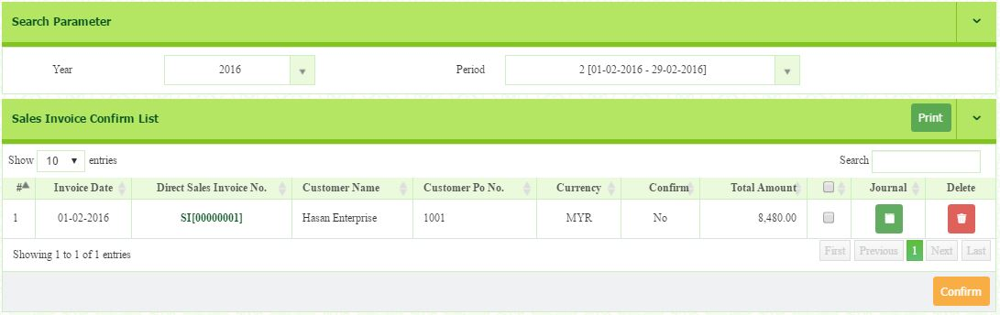 Search Parameter
Year 2016 Period 2 [01-02-2016 - 29-02-2016]
Sales Invoice Confirm List Print
Show 10 entries Search
# Invoice Date Direct Sales Invoice No. Customer Name Customer Po No. Currency Confirm Total Amount Journal Delete
1 01-02-2016 SI[00000001] Hasan Enterprise 1001 MYR No 8,480.00
Showing 1 to 1 of 1 entries First Previous 1 Next Last
Confirm